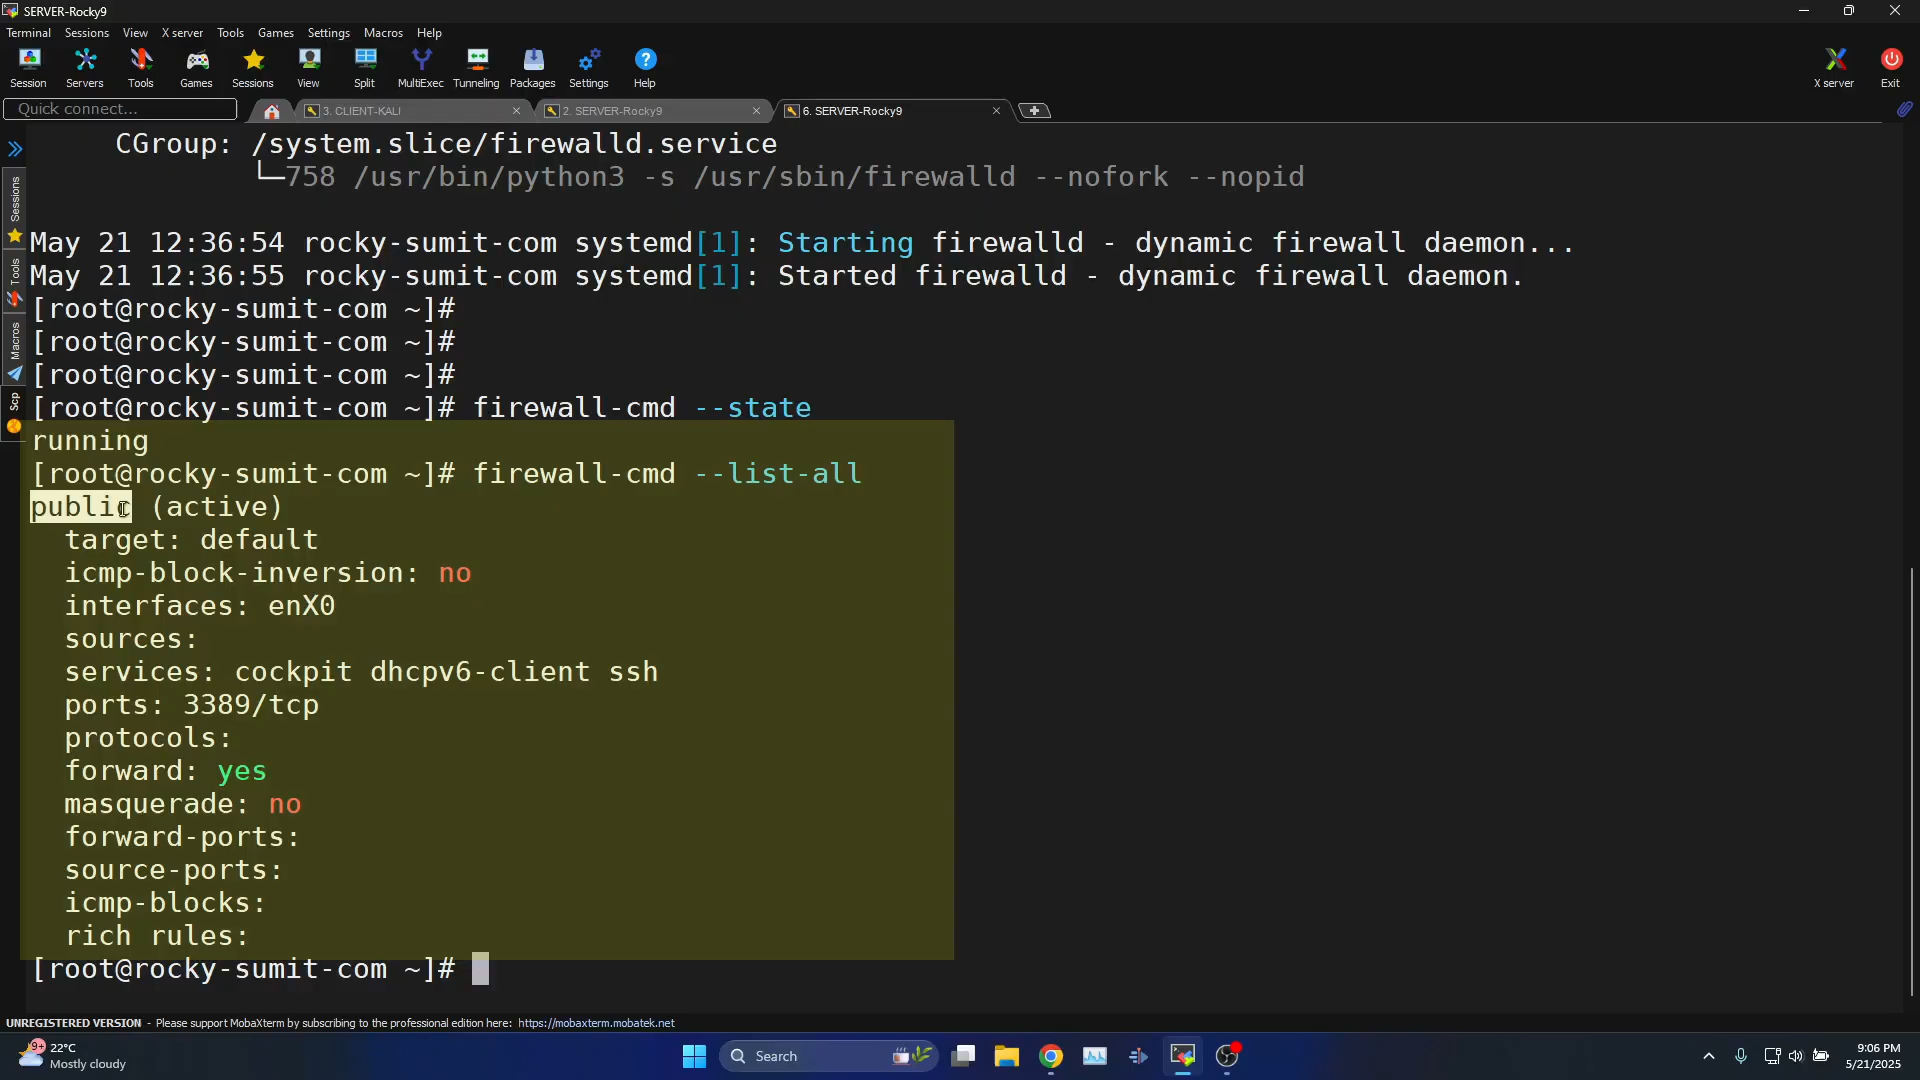 SERVER-Rocky9
Terminal Sessions View X server Tools Games Settings Macros Help
Session Servers Tools Games Sessions View Split MultiExec Tunneling Packages Settings Help X server Exit
Quick connect... 3. CLIENT-KALI 2. SERVER-Rocky9 6. SERVER-Rocky9
Sessions
Tools
Macros
Scp
CGroup: /system.slice/firewalld.service
└─758 /usr/bin/python3 -s /usr/sbin/firewalld --nofork --nopid
May 21 12:36:54 rocky-sumit-com systemd[1]: Starting firewalld - dynamic firewall daemon...
May 21 12:36:55 rocky-sumit-com systemd[1]: Started firewalld - dynamic firewall daemon.
[root@rocky-sumit-com ~]#
[root@rocky-sumit-com ~]#
[root@rocky-sumit-com ~]#
[root@rocky-sumit-com ~]# firewall-cmd --state
running
[root@rocky-sumit-com ~]# firewall-cmd --list-all
public (active)
target: default
icmp-block-inversion: no
interfaces: enX0
sources:
services: cockpit dhcpv6-client ssh
ports: 3389/tcp
protocols:
forward: yes
masquerade: no
forward-ports:
source-ports:
icmp-blocks:
rich rules:
[root@rocky-sumit-com ~]#
UNREGISTERED VERSION - Please support MobaXterm by subscribing to the professional edition here: https://mobaxterm.mobatek.net
9+ 22°C
Mostly cloudy
Search
9:06 PM
5/21/2025